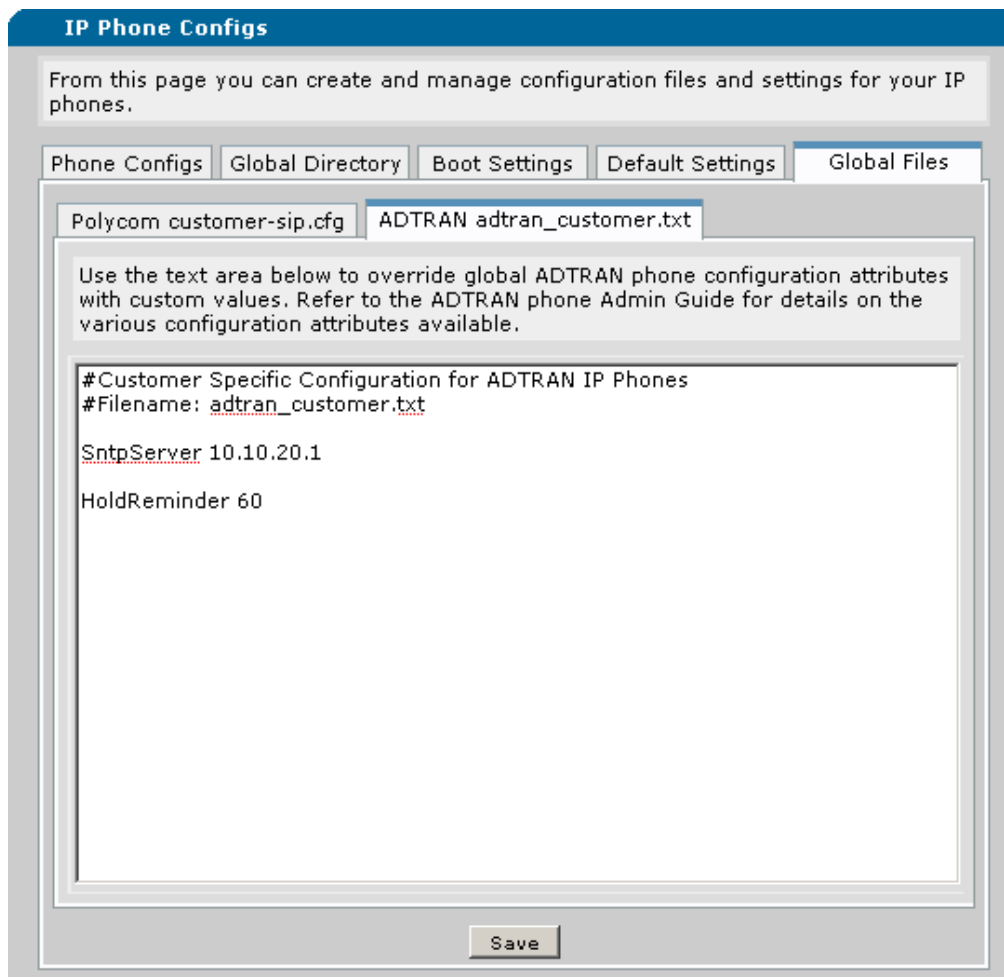 IP Phone Configs
From this page you can create and manage configuration files and settings for your IP
phones.
Phone Configs Global Directory Boot Settings Default Settings Global Files
Polycom customer-sip.cfg ADTRAN adtran_customer.txt
Use the text area below to override global ADTRAN phone configuration attributes
with custom values. Refer to the ADTRAN phone Admin Guide for details on the
various configuration attributes available.
#Customer Specific Configuration for ADTRAN IP Phones
#Filename: adtran_customer.txt
SntpServer 10.10.20.1
HoldReminder 60
Save